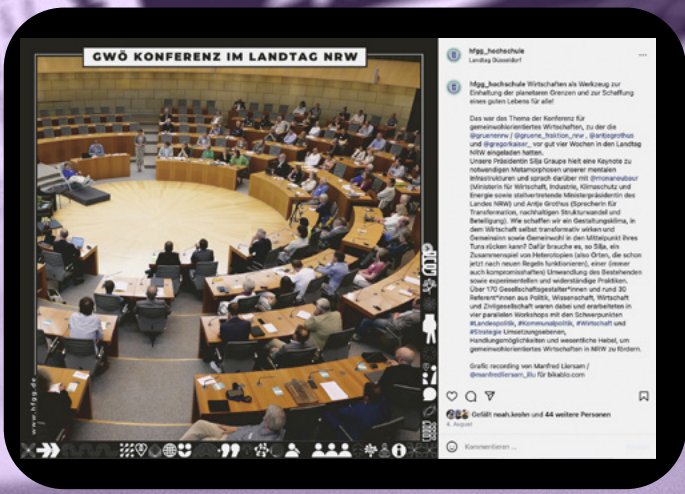 GWÖ KONFERENZ IM LANDTAG NRW
www.hfgg.de
hfgg_hochschule
Landtag Düsseldorf
hfgg_hochschule Wirtschaften als Werkzeug zur
Einhaltung der planetaren Grenzen und zur Schaffung
eines guten Lebens für alle!
Das war das Thema der Konferenz für
gemeinwohlorientiertes Wirtschaften, zu der die
@gruenenrw / @gruene_fraktion_nrw , @antjegrothus
und @gregorkaiser_ vor gut vier Wochen in den Landtag
NRW eingeladen hatten.
Unsere Präsidentin Silja Graupe hielt eine Keynote zu
notwendigen Metamorphosen unserer mentalen
Infrastrukturen und sprach darüber mit @monaneubaur
(Ministerin für Wirtschaft, Industrie, Klimaschutz und
Energie sowie stellvertretende Ministerpräsidentin des
Landes NRW) und Antje Grothus (Sprecherin für
Transformation, nachhaltigen Strukturwandel und
Beteiligung). Wie schaffen wir ein Gestaltungsklima, in
dem Wirtschaft selbst transformativ wirken und
Gemeinsinn sowie Gemeinwohl in den Mittelpunkt ihres
Tuns rücken kann? Dafür brauche es, so Silja, ein
Zusammenspiel von Heterotopien (also Orten, die schon
jetzt nach neuen Regeln funktionieren), einer (immer
auch kompromisshaften) Umwandlung des Bestehenden
sowie experimentellen und widerständige Praktiken.
Über 170 Gesellschaftsgestalter*innen und rund 30
Referent*innen aus Politik, Wissenschaft, Wirtschaft
und Zivilgesellschaft waren dabei und erarbeiteten in
vier parallelen Workshops mit den Schwerpunkten
#Landespolitik, #Kommunalpolitik, #Wirtschaft und
#Strategie Umsetzungsebenen,
Handlungsmöglichkeiten und wesentliche Hebel, um
gemeinwohlorientiertes Wirtschaften in NRW zu fördern.
Grafic recording von Manfred Liersam /
@manfredliersam_illu für bikablo.com
Gefällt noah.krohn und 44 weitere Personen
4. August
Kommentieren ...